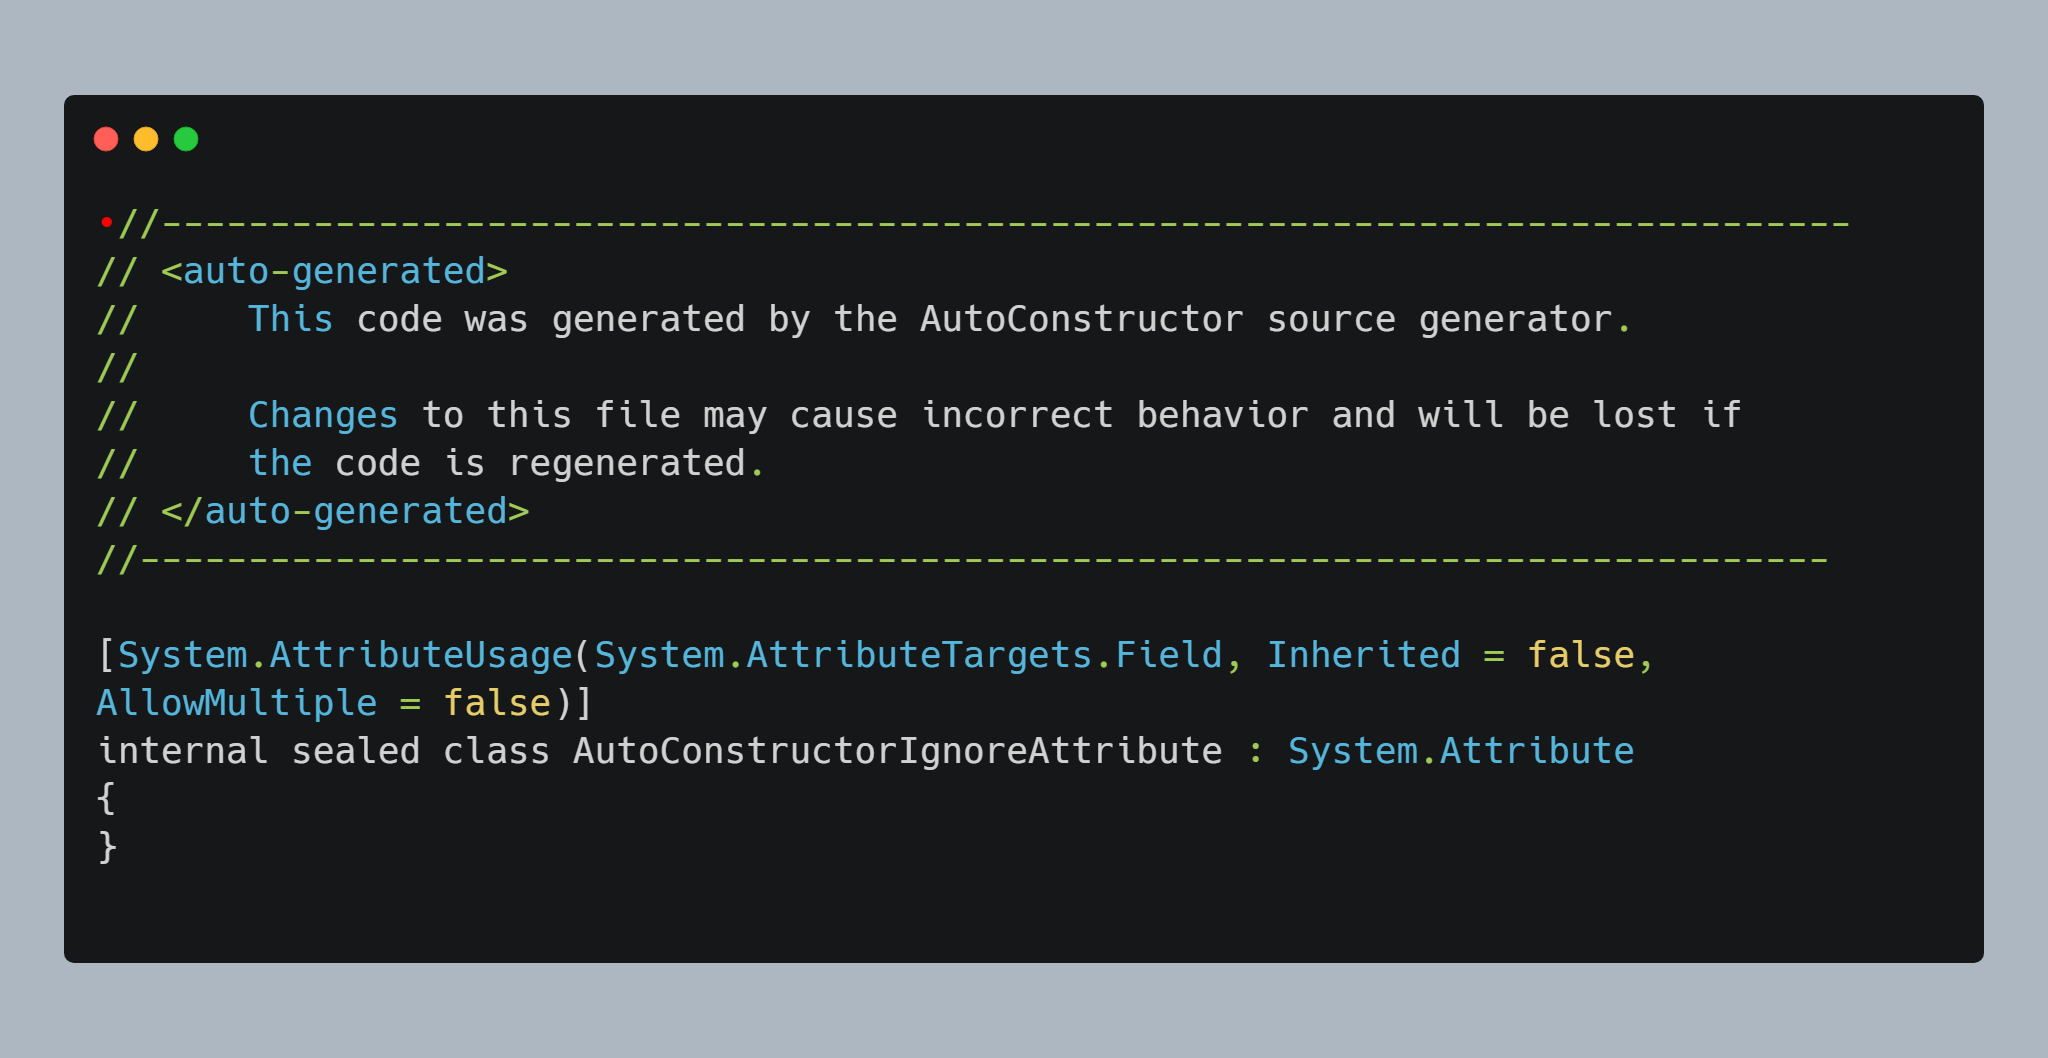 •//------------------------------------------------------------------------------
// <auto-generated>
//     This code was generated by the AutoConstructor source generator.
//
//     Changes to this file may cause incorrect behavior and will be lost if
//     the code is regenerated.
// </auto-generated>
//------------------------------------------------------------------------------
[System.AttributeUsage(System.AttributeTargets.Field, Inherited = false,
AllowMultiple = false)]
internal sealed class AutoConstructorIgnoreAttribute : System.Attribute
{
}